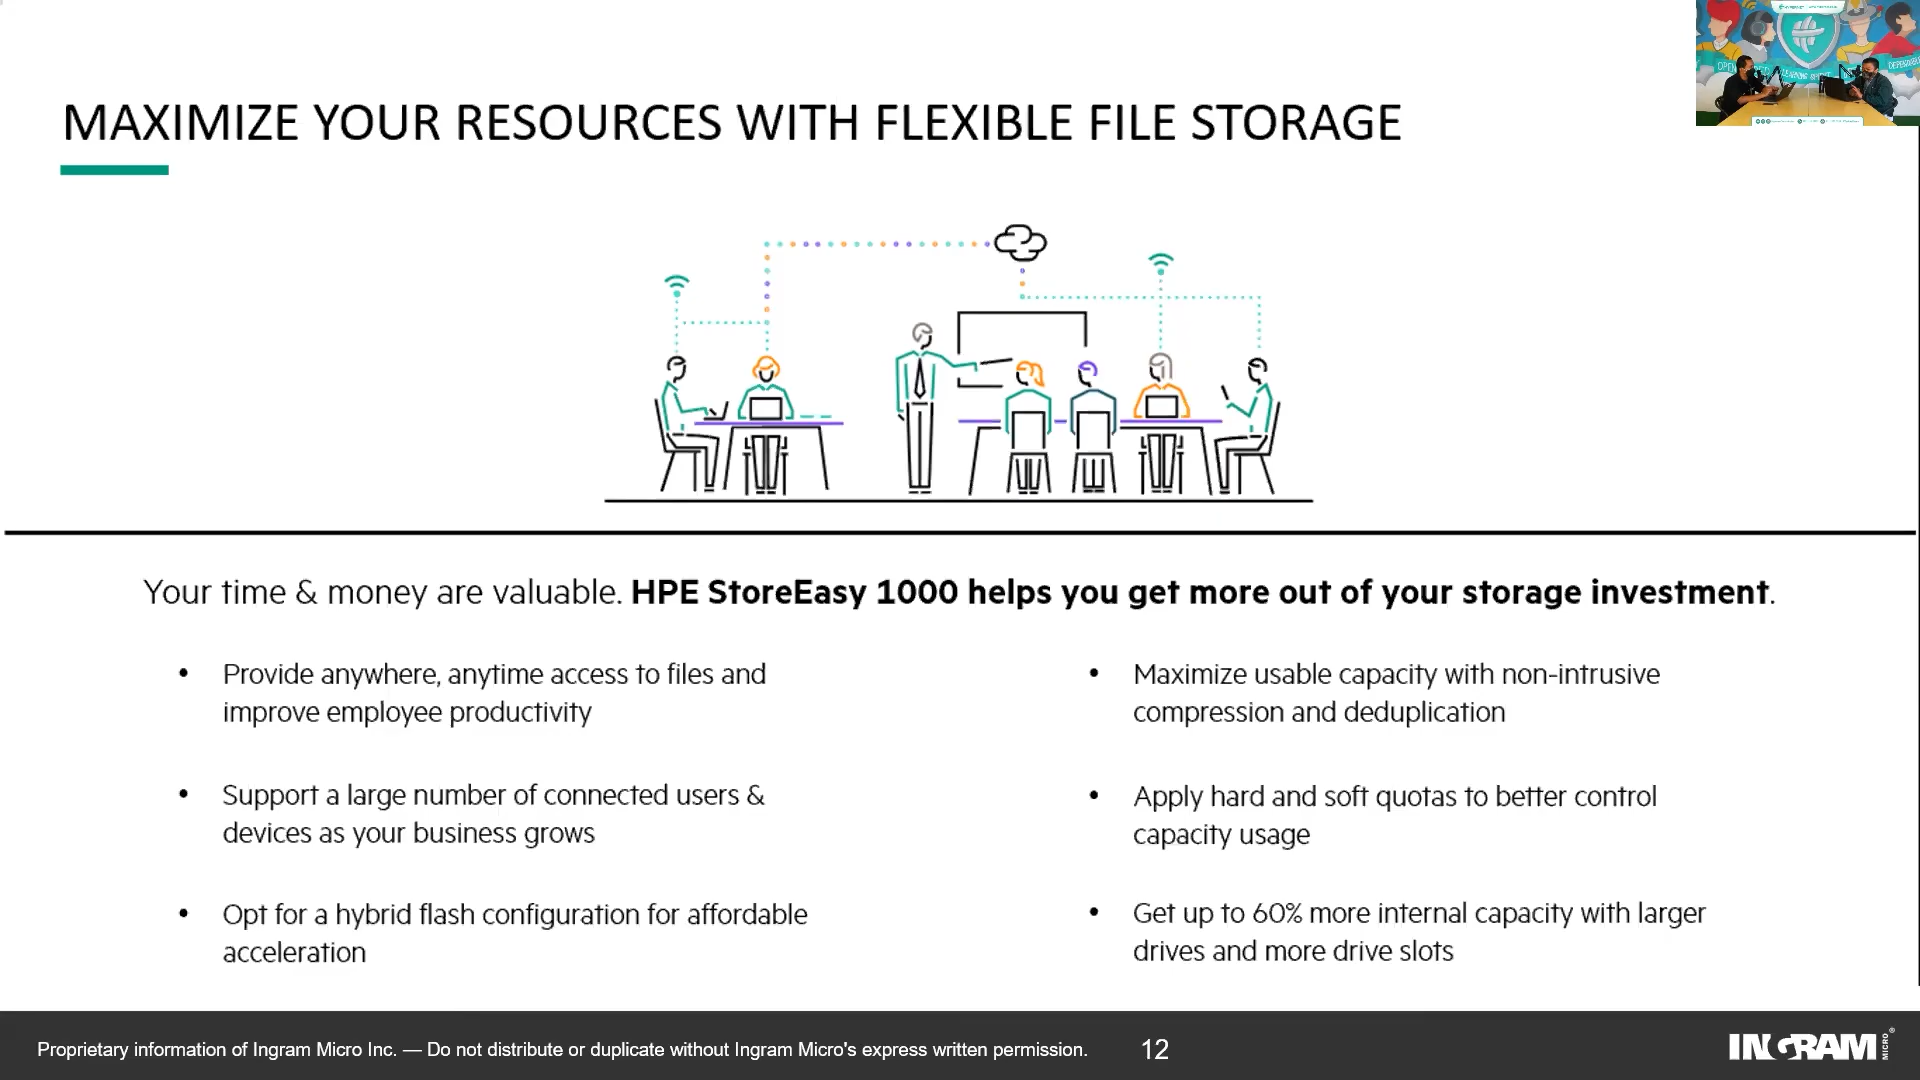 MAXIMIZE YOUR RESOURCES WITH FLEXIBLE FILE STORAGE
Your time & money are valuable. HPE StoreEasy 1000 helps you get more out of your storage investment.
• Provide anywhere, anytime access to files and
improve employee productivity
• Support a large number of connected users &
devices as your business grows
• Opt for a hybrid flash configuration for affordable
acceleration
• Maximize usable capacity with non-intrusive
compression and deduplication
• Apply hard and soft quotas to better control
capacity usage
• Get up to 60% more internal capacity with larger
drives and more drive slots
Proprietary information of Ingram Micro Inc. — Do not distribute or duplicate without Ingram Micro's express written permission.
12
INGRAM MICRO®